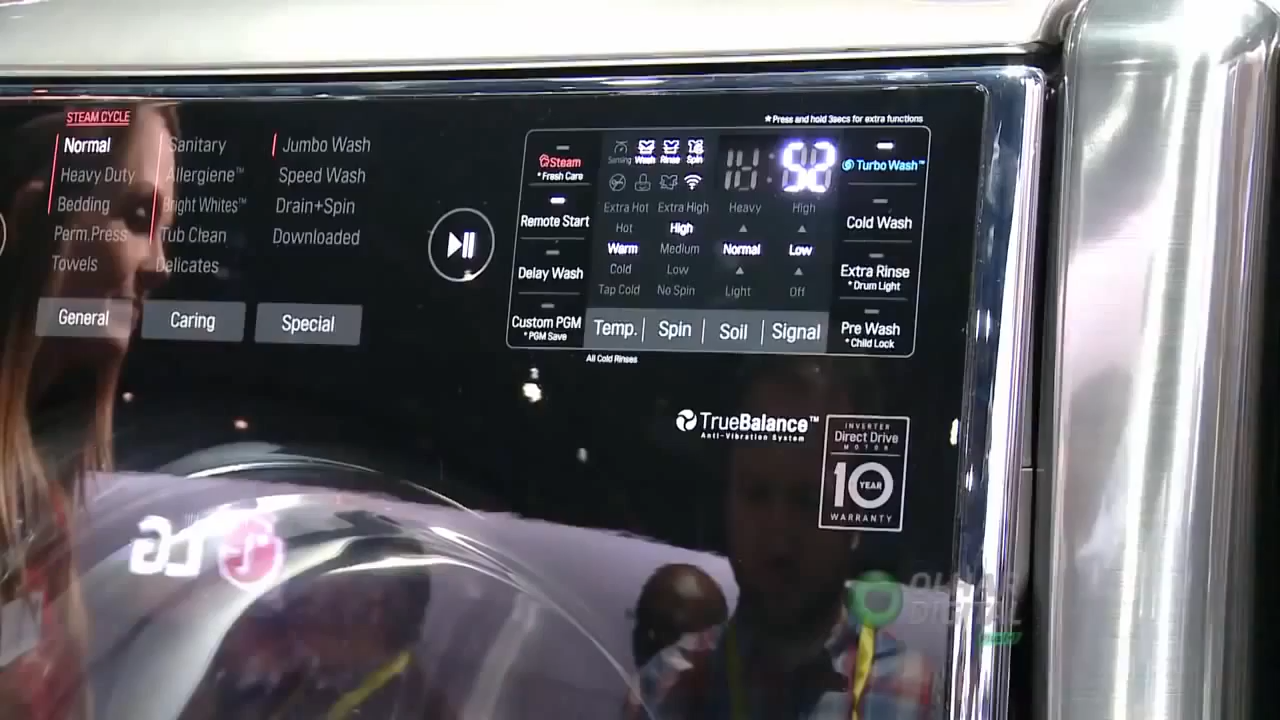 *Press and hold 3secs for extra functions
STEAM CYCLE
Normal
Heavy Duty
Bedding
Perm.Press
Towels
General
Sanitary
Allergiene™
Bright Whites™
Tub Clean
Delicates
Caring
Jumbo Wash
Speed Wash
Drain+Spin
Downloaded
Special
Steam
* Fresh Care
Remote Start
Delay Wash
Custom PGM
* PGM Save
Sensing Wash Rinse Spin
52
Extra Hot Extra High Heavy High
Hot High
Warm Medium Normal Low
Cold Low
Tap Cold No Spin Light Off
Temp. Spin Soil Signal
All Cold Rinses
Turbo Wash™
Cold Wash
Extra Rinse
* Drum Light
Pre Wash
* Child Lock
TrueBalance™
Anti-Vibration System
INVERTER
Direct Drive
MOTOR
10 YEAR
WARRANTY
LG
DIGITAL